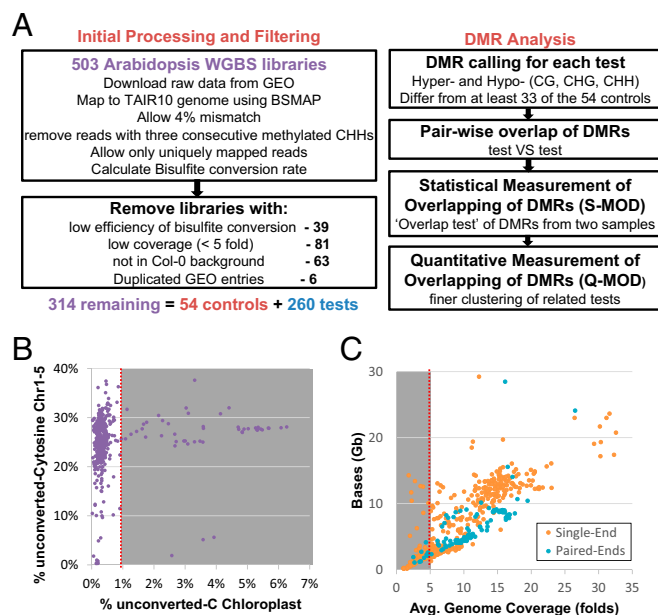 A
Initial Processing and Filtering
503 Arabidopsis WGBS libraries
Download raw data from GEO
Map to TAIR10 genome using BSMAP
Allow 4% mismatch
remove reads with three consecutive methylated CHHs
Allow only uniquely mapped reads
Calculate Bisulfite conversion rate
Remove libraries with:
low efficiency of bisulfite conversion - 39
low coverage (< 5 fold) - 81
not in Col-0 background - 63
Duplicated GEO entries - 6
314 remaining = 54 controls + 260 tests
DMR Analysis
DMR calling for each test
Hyper- and Hypo- (CG, CHG, CHH)
Differ from at least 33 of the 54 controls
Pair-wise overlap of DMRs
test VS test
Statistical Measurement of
Overlapping of DMRs (S-MOD)
‘Overlap test’ of DMRs from two samples
Quantitative Measurement of
Overlapping of DMRs (Q-MOD)
finer clustering of related tests
B
% unconverted-Cytosine Chr1-5
40%
30%
20%
10%
0%
0% 1% 2% 3% 4% 5% 6% 7%
% unconverted-C Chloroplast
C
Bases (Gb)
30
20
10
0
0 5 10 15 20 25 30 35
Avg. Genome Coverage (folds)
Single-End
Paired-Ends